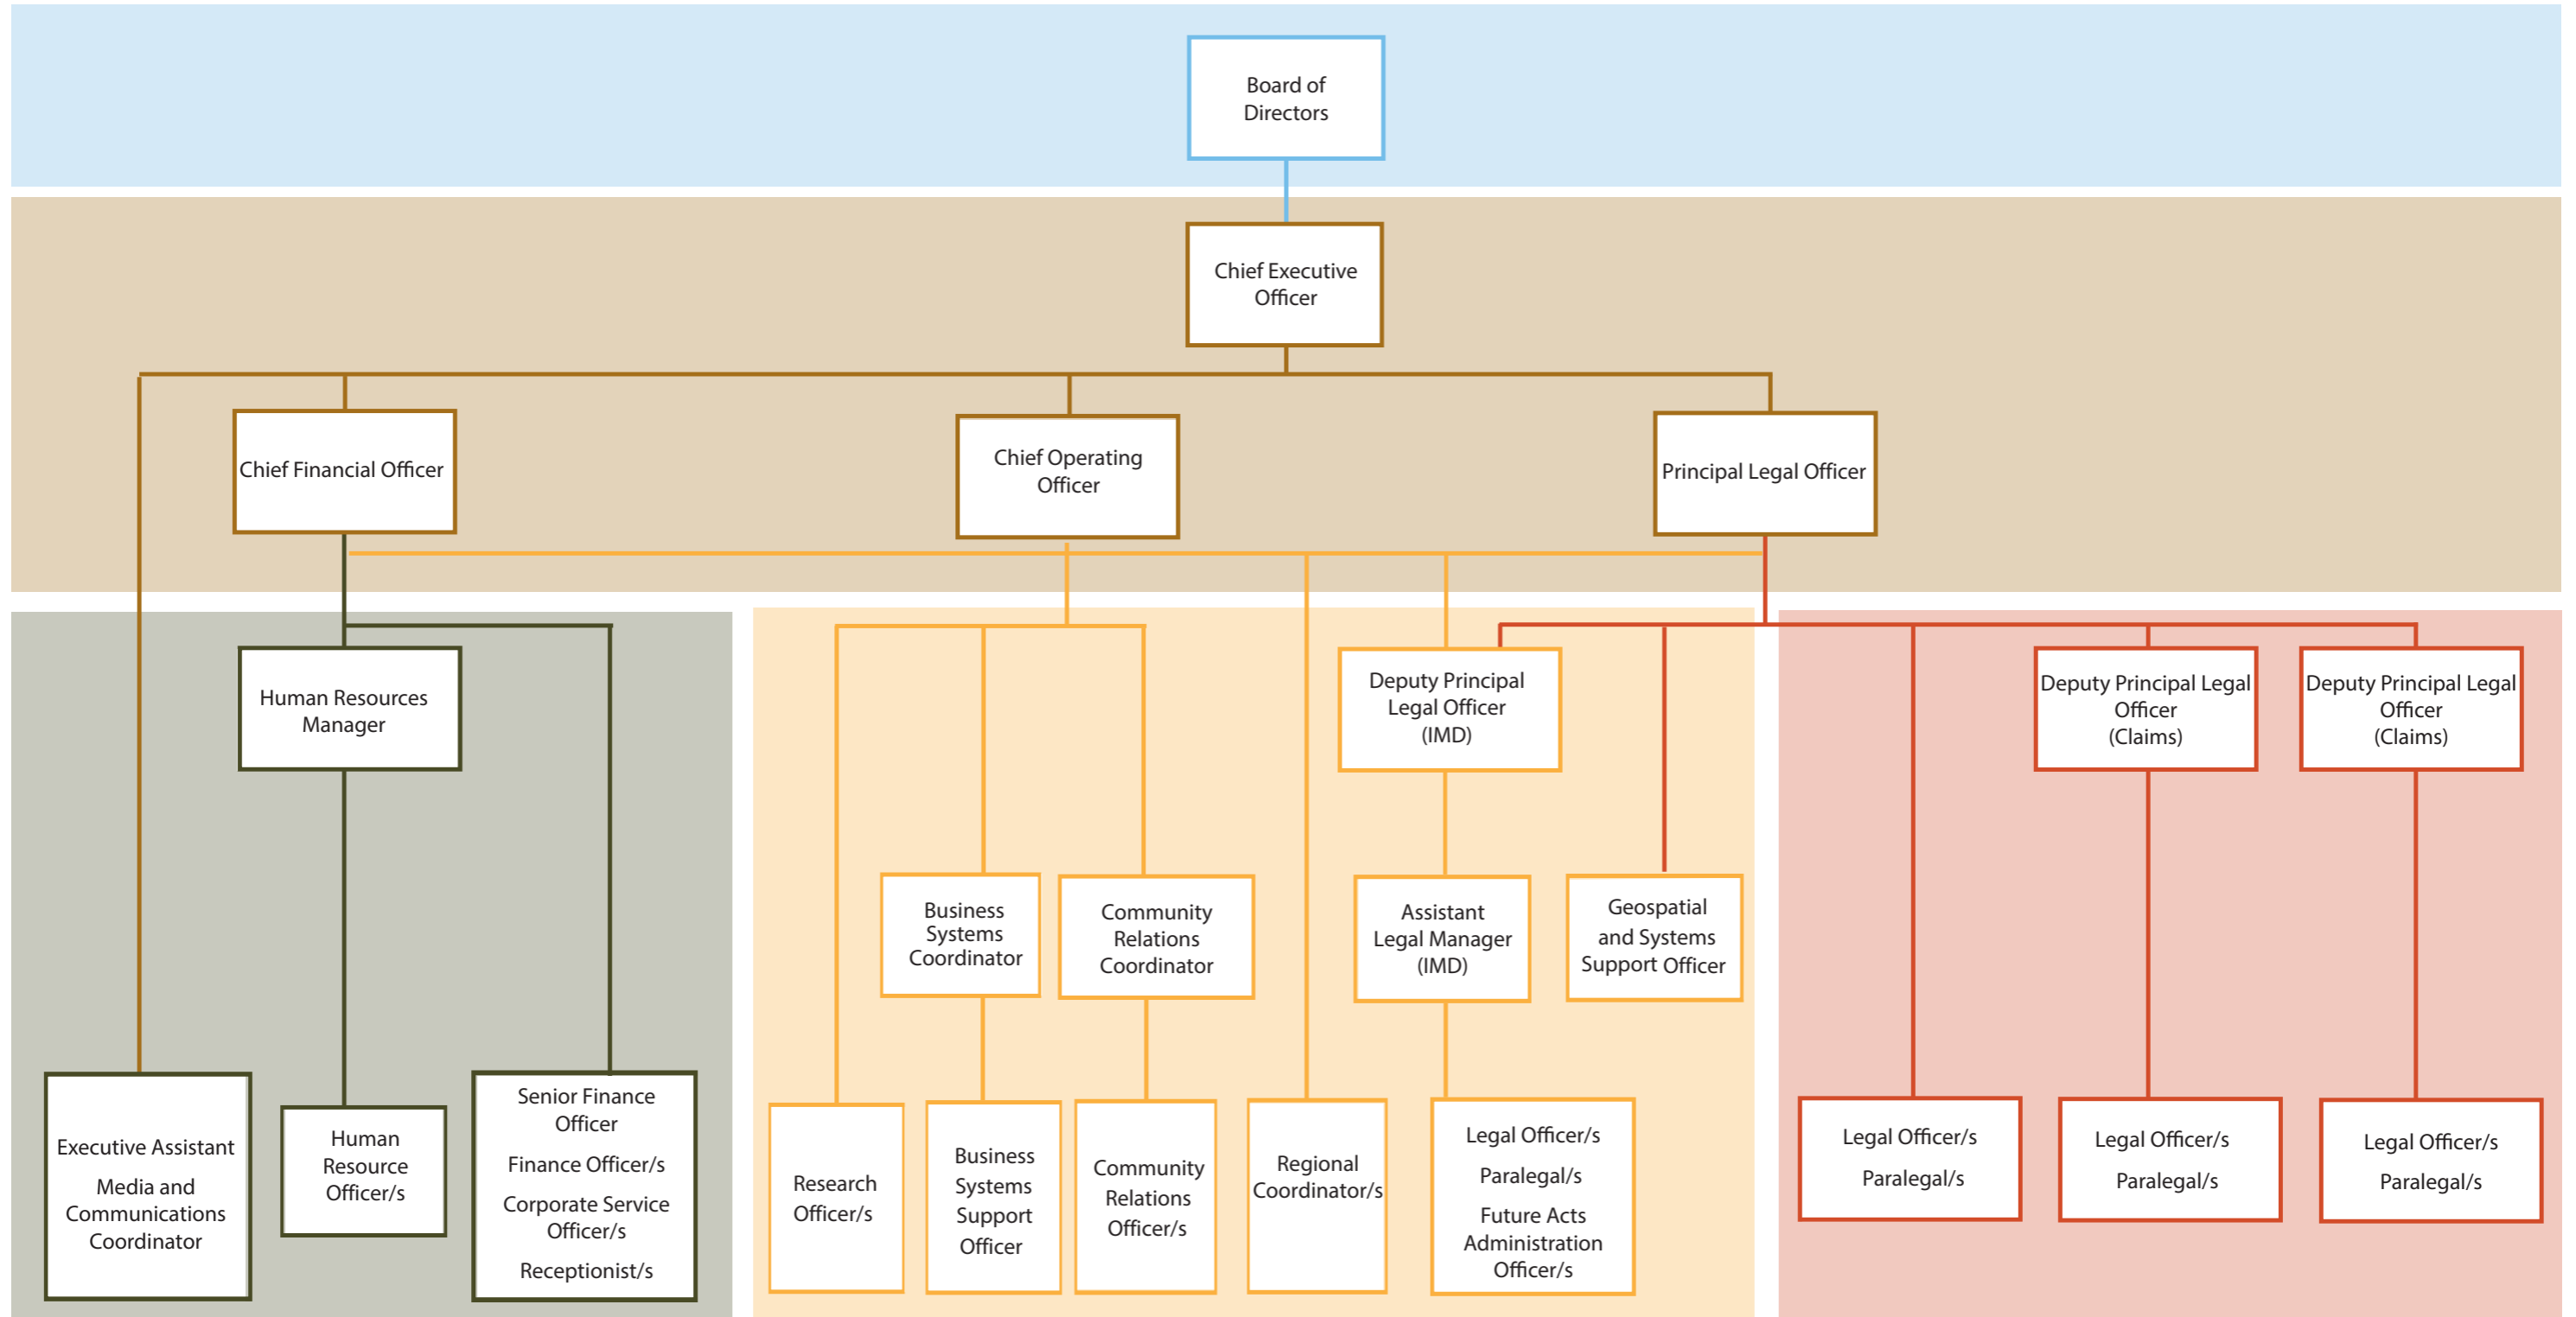 Board of
Directors
Chief Executive
Officer
Chief Financial Officer
Chief Operating
Officer
Principal Legal Officer
Human Resources
Manager
Deputy Principal
Legal Officer
(IMD)
Deputy Principal Legal
Officer
(Claims)
Deputy Principal Legal
Officer
(Claims)
Business
Systems
Coordinator
Community
Relations
Coordinator
Assistant
Legal Manager
(IMD)
Geospatial
and Systems
Support Officer
Executive Assistant
Media and
Communications
Coordinator
Human
Resource
Officer/s
Senior Finance
Officer
Finance Officer/s
Corporate Service
Officer/s
Receptionist/s
Research
Officer/s
Business
Systems
Support
Officer
Community
Relations
Officer/s
Regional
Coordinator/s
Legal Officer/s
Paralegal/s
Future Acts
Administration
Officer/s
Legal Officer/s
Paralegal/s
Legal Officer/s
Paralegal/s
Legal Officer/s
Paralegal/s